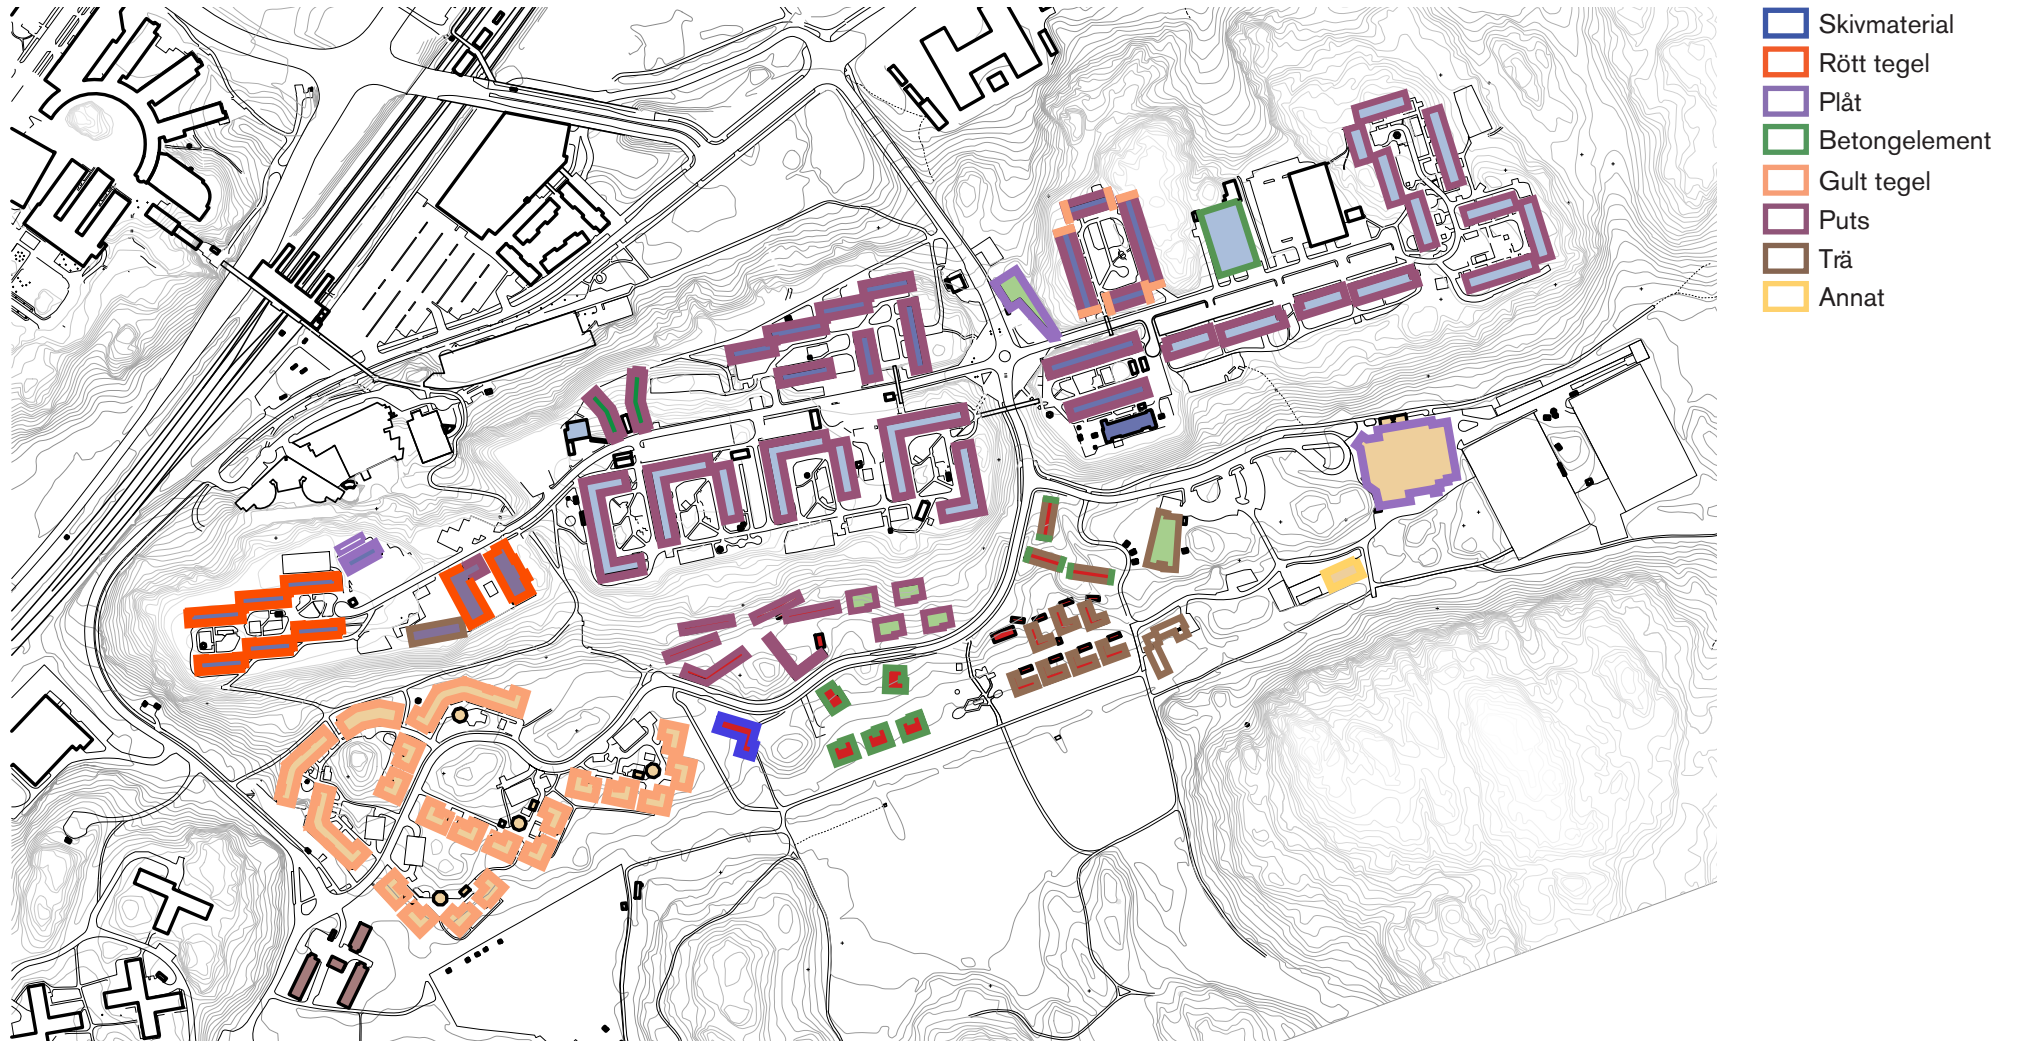 Skivmaterial
Rött tegel
Plåt
Betongelement
Gult tegel
Puts
Trä
Annat